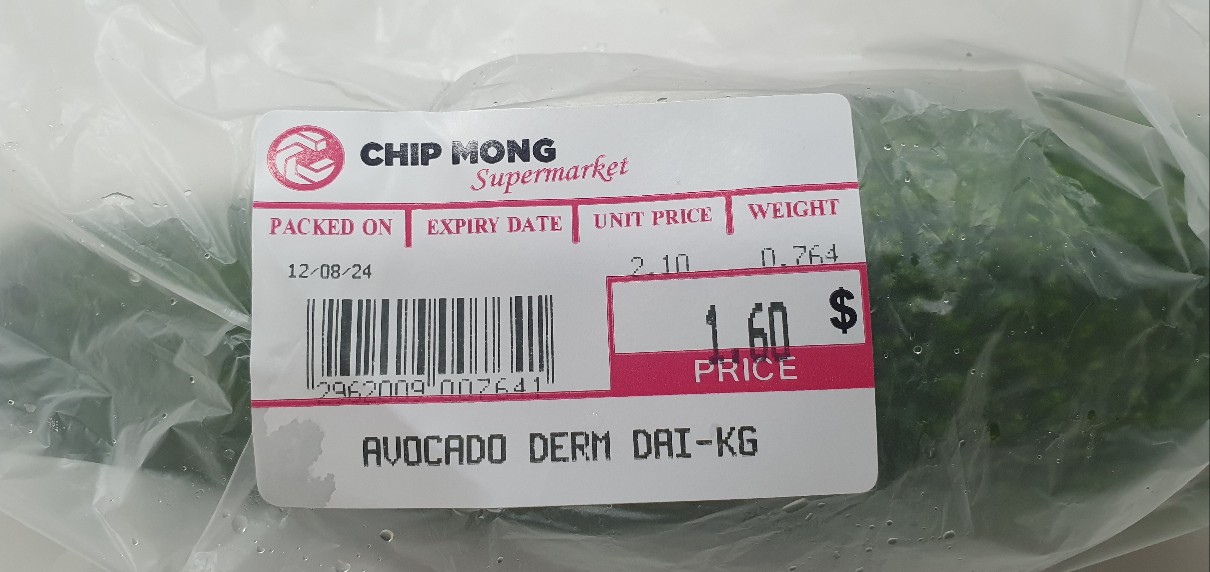 CHIP MONG
Supermarket
PACKED ON EXPIRY DATE UNIT PRICE WEIGHT
12/08/24 2.10 0.764
1.60 $
PRICE
2962009 007641
AVOCADO DERM DAI-KG